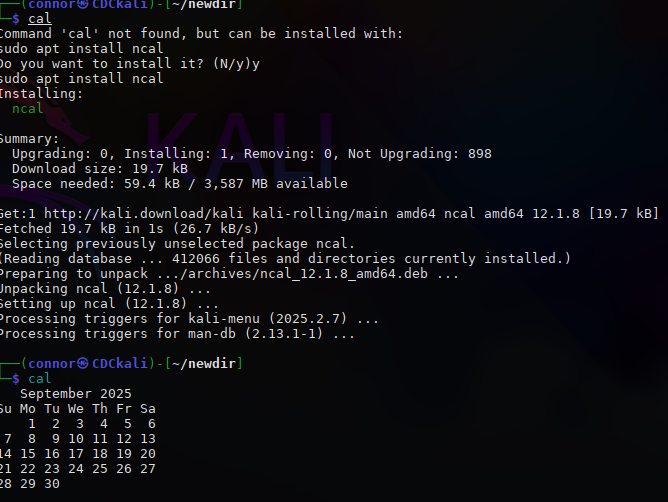 ┌──(connor㉿CDCkali)-[~/newdir]
└─$ cal
Command 'cal' not found, but can be installed with:
sudo apt install ncal
Do you want to install it? (N/y)y
sudo apt install ncal
Installing:
  ncal

Summary:
  Upgrading: 0, Installing: 1, Removing: 0, Not Upgrading: 898
  Download size: 19.7 kB
  Space needed: 59.4 kB / 3,587 MB available

Get:1 http://kali.download/kali kali-rolling/main amd64 ncal amd64 12.1.8 [19.7 kB]
Fetched 19.7 kB in 1s (26.7 kB/s)
Selecting previously unselected package ncal.
(Reading database ... 412066 files and directories currently installed.)
Preparing to unpack .../archives/ncal_12.1.8_amd64.deb ...
Unpacking ncal (12.1.8) ...
Setting up ncal (12.1.8) ...
Processing triggers for kali-menu (2025.2.7) ...
Processing triggers for man-db (2.13.1-1) ...

┌──(connor㉿CDCkali)-[~/newdir]
└─$ cal
   September 2025
Su Mo Tu We Th Fr Sa
    1  2  3  4  5  6
 7  8  9 10 11 12 13
14 15 16 17 18 19 20
21 22 23 24 25 26 27
28 29 30
KALI